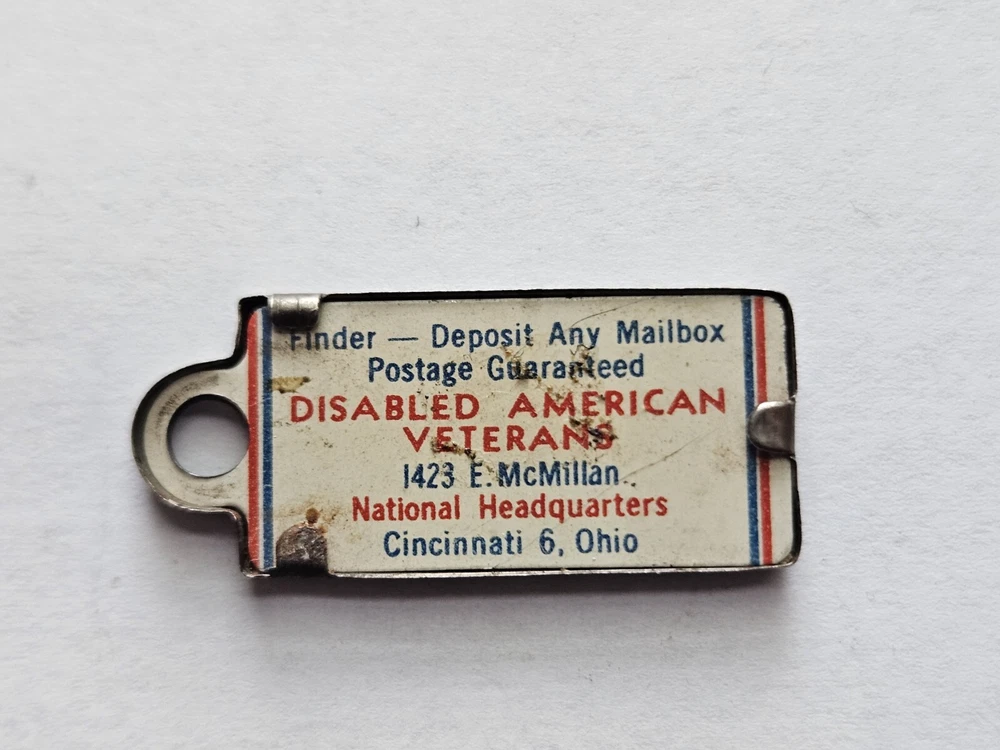 Finder — Deposit Any Mailbox
Postage Guaranteed
DISABLED AMERICAN
VETERANS
1423 E. McMillan
National Headquarters
Cincinnati 6, Ohio